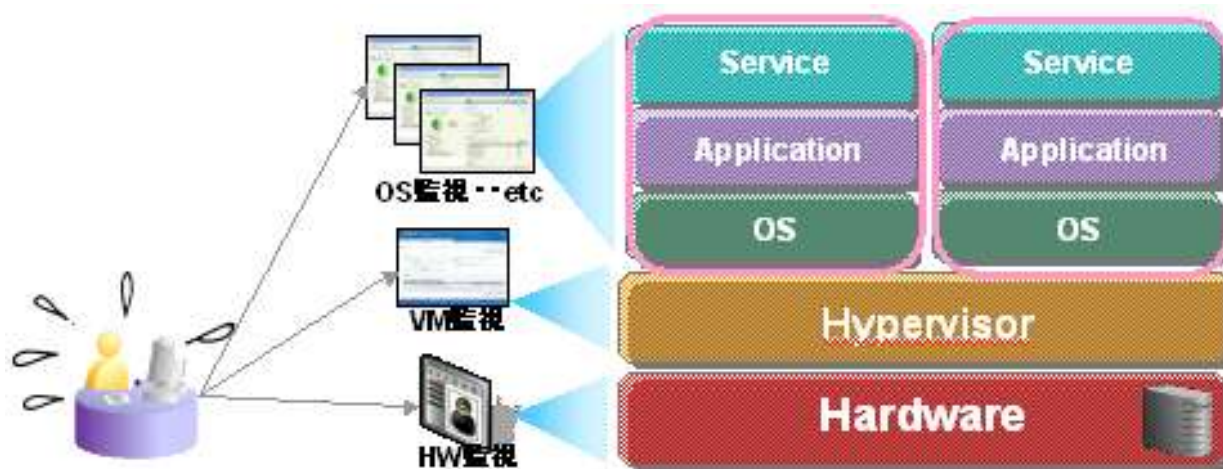 OS監視・・etc
VM監視
HW監視
Service
Application
OS
Service
Application
OS
Hypervisor
Hardware